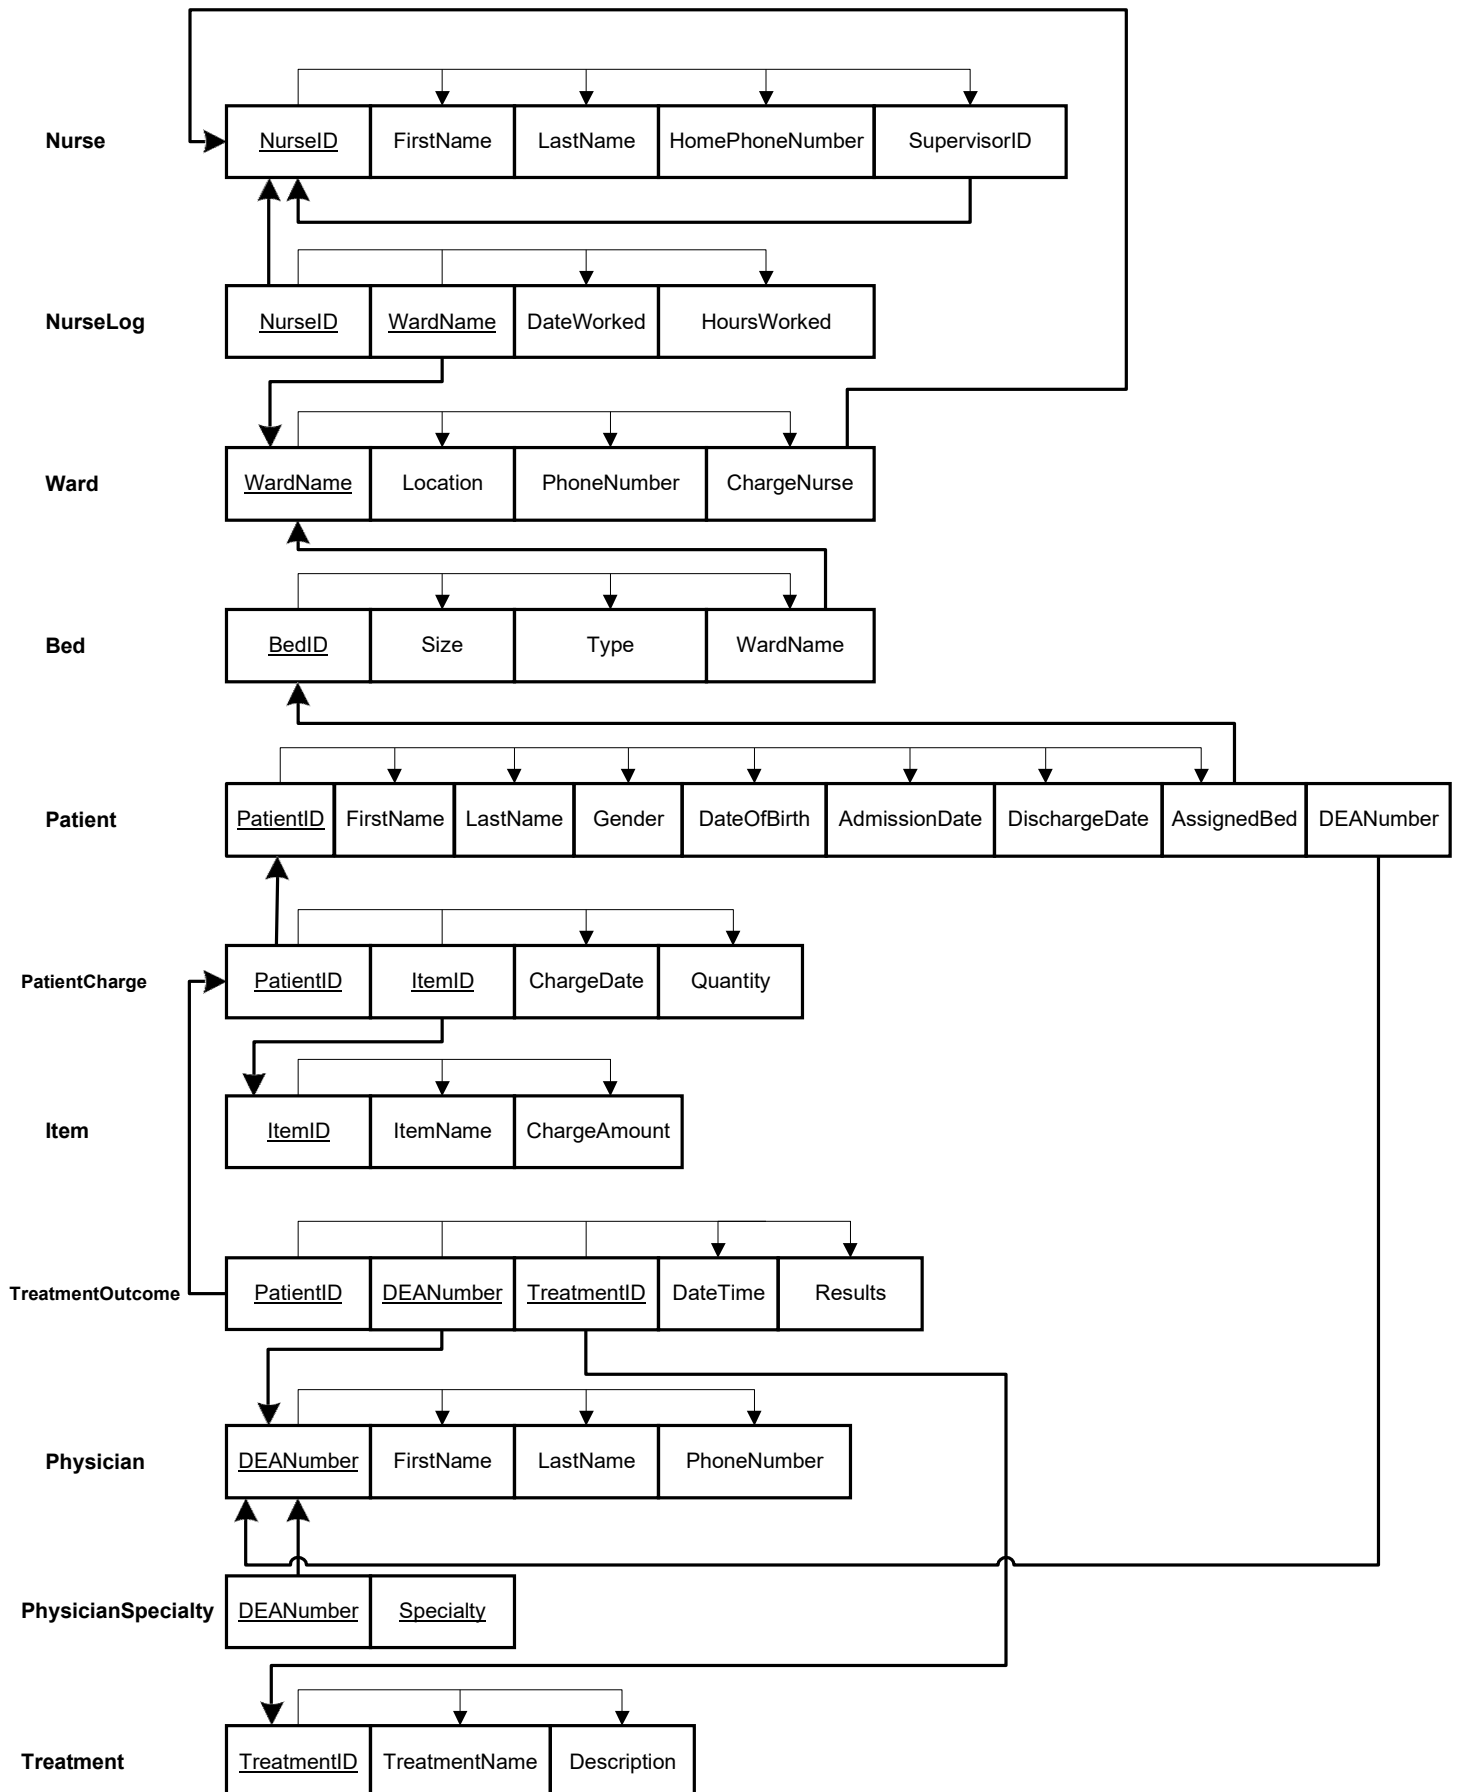 Nurse NurseID FirstName LastName HomePhoneNumber SupervisorID
NurseLog NurseID WardName DateWorked HoursWorked
Ward WardName Location PhoneNumber ChargeNurse
Bed BedID Size Type WardName
Patient PatientID FirstName LastName Gender DateOfBirth AdmissionDate DischargeDate AssignedBed DEANumber
PatientCharge PatientID ItemID ChargeDate Quantity
Item ItemID ItemName ChargeAmount
TreatmentOutcome PatientID DEANumber TreatmentID DateTime Results
Physician DEANumber FirstName LastName PhoneNumber
PhysicianSpecialty DEANumber Specialty
Treatment TreatmentID TreatmentName Description